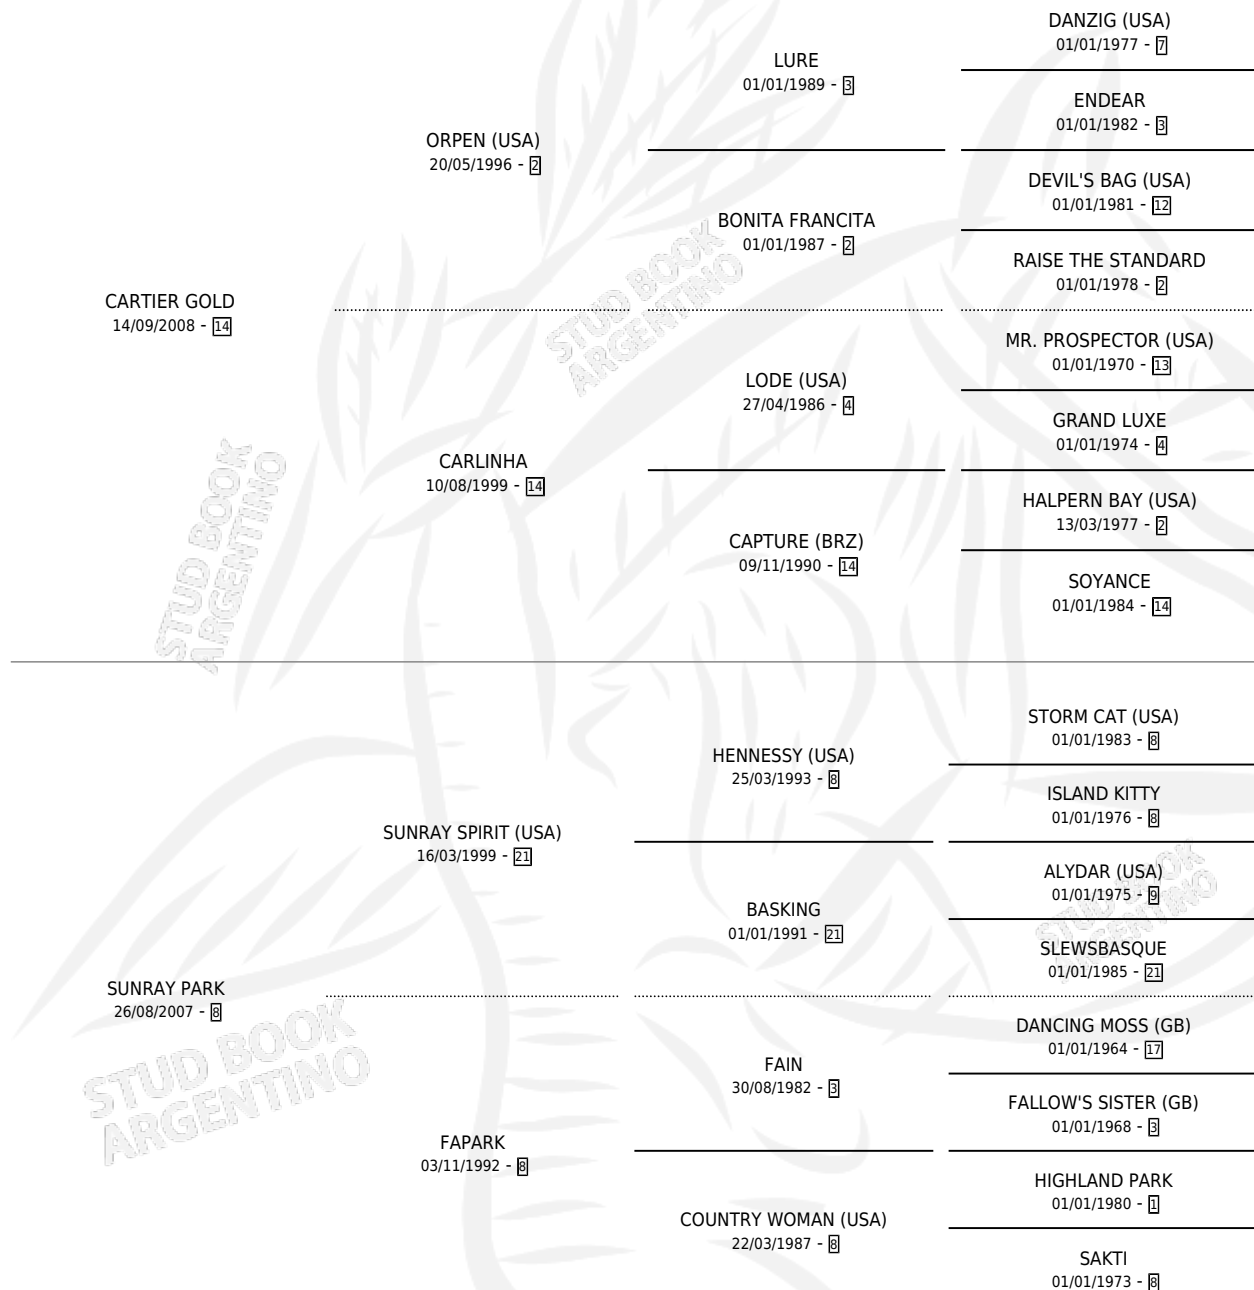 DANZIG (USA)
01/01/1977 - 7
LURE
01/01/1989 - 3
ENDEAR
01/01/1982 - 3
ORPEN (USA)
20/05/1996 - 2
DEVIL'S BAG (USA)
01/01/1981 - 12
BONITA FRANCITA
01/01/1987 - 2
RAISE THE STANDARD
01/01/1978 - 2
CARTIER GOLD
14/09/2008 - 14
MR. PROSPECTOR (USA)
01/01/1970 - 13
LODE (USA)
27/04/1986 - 4
GRAND LUXE
01/01/1974 - 4
CARLINHA
10/08/1999 - 14
HALPERN BAY (USA)
13/03/1977 - 2
CAPTURE (BRZ)
09/11/1990 - 14
SOYANCE
01/01/1984 - 14
STORM CAT (USA)
01/01/1983 - 8
HENNESSY (USA)
25/03/1993 - 8
ISLAND KITTY
01/01/1976 - 8
SUNRAY SPIRIT (USA)
16/03/1999 - 21
ALYDAR (USA)
01/01/1975 - 9
BASKING
01/01/1991 - 21
SLEWSBASQUE
01/01/1985 - 21
SUNRAY PARK
26/08/2007 - 8
DANCING MOSS (GB)
01/01/1964 - 17
FAIN
30/08/1982 - 3
FALLOW'S SISTER (GB)
01/01/1968 - 3
FAPARK
03/11/1992 - 8
HIGHLAND PARK
01/01/1980 - 1
COUNTRY WOMAN (USA)
22/03/1987 - 8
SAKTI
01/01/1973 - 8
STUD BOOK
ARGENTINO
STUD BOOK
ARGENTINO
STUD BOOK
ARGENTINO
STUD BOOK
ARGENTINO